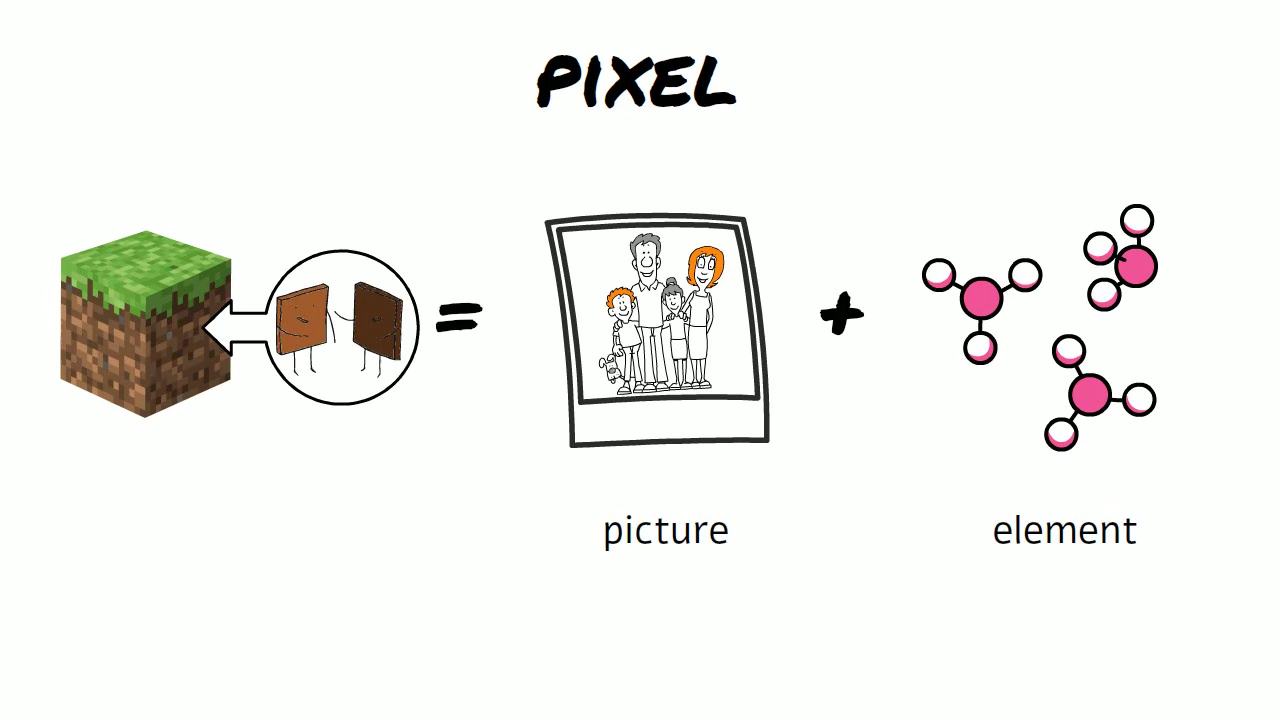 PIXEL
=
+
picture
element